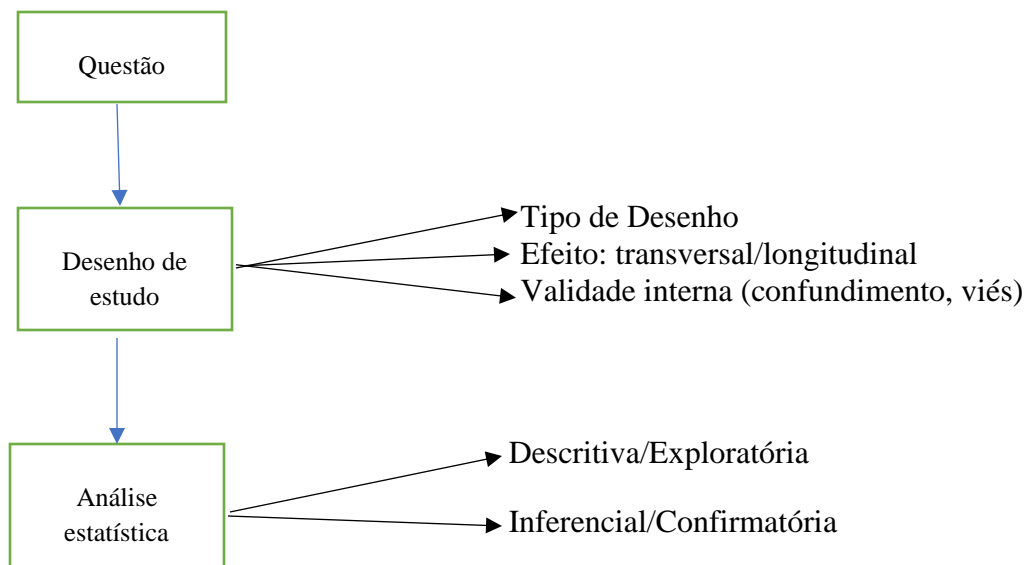 Questão
Desenho de
estudo
Tipo de Desenho
Efeito: transversal/longitudinal
Validade interna (confundimento, viés)
Análise
estatística
Descritiva/Exploratória
Inferencial/Confirmatória